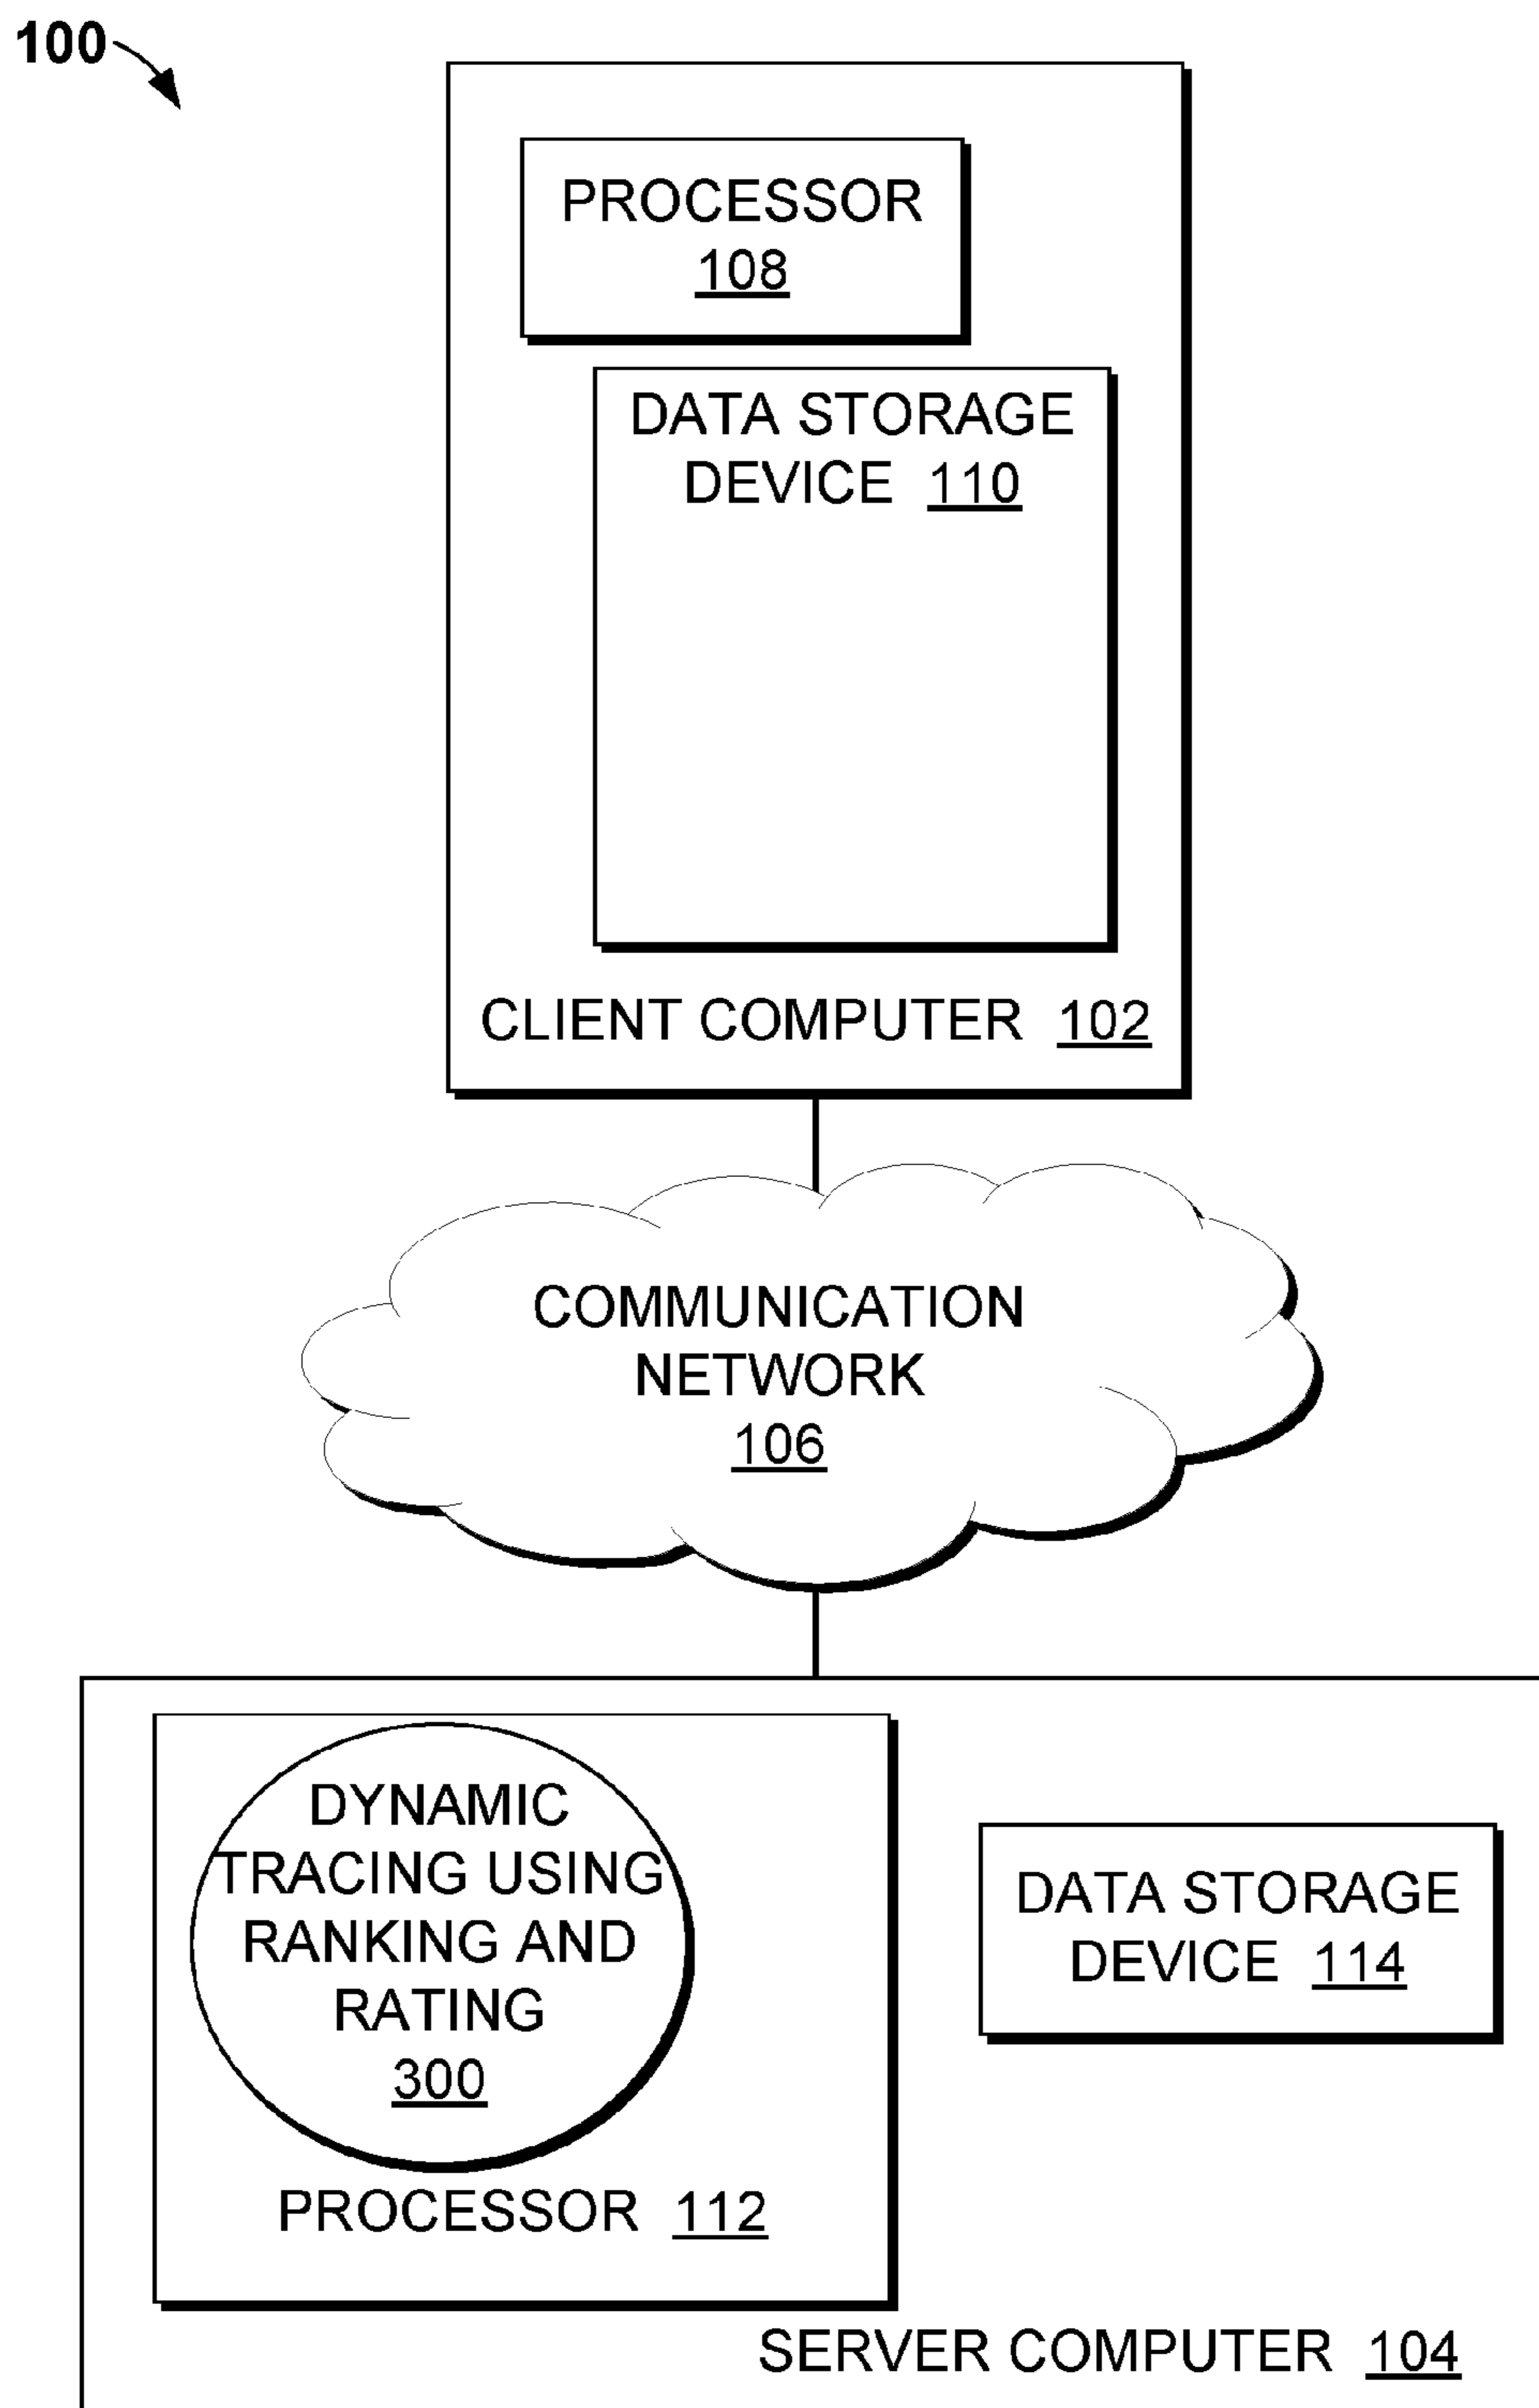 100
PROCESSOR
108
DATA STORAGE
DEVICE 110
CLIENT COMPUTER 102
COMMUNICATION
NETWORK
106
DYNAMIC
TRACING USING
RANKING AND
RATING
300
PROCESSOR 112
DATA STORAGE
DEVICE 114
SERVER COMPUTER 104